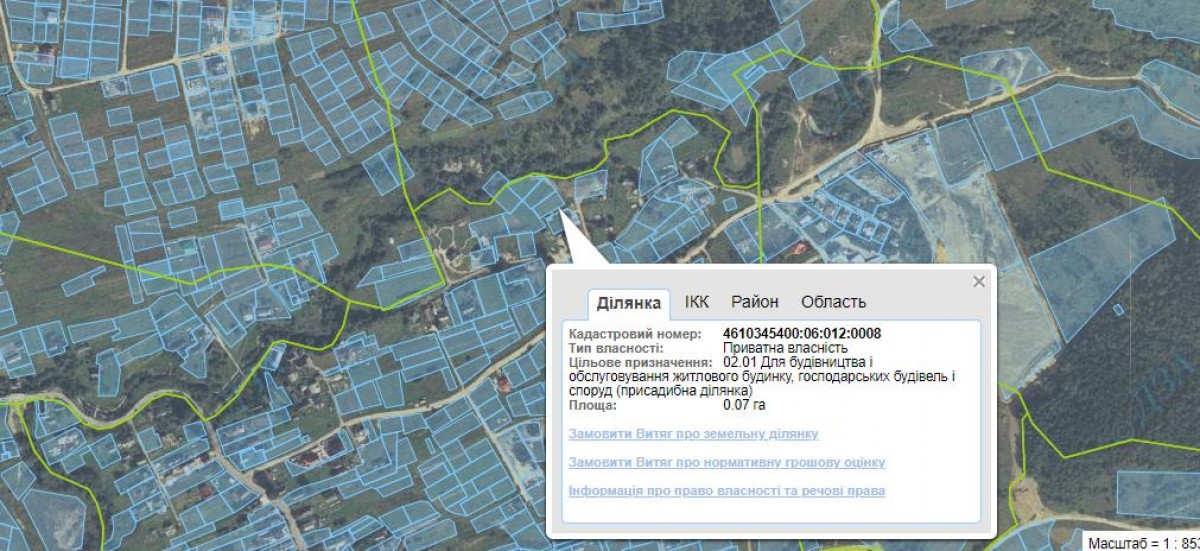 Ділянка ІКК Район Область
Кадастровий номер: 4610345400:06:012:0008
Тип власності: Приватна власність
Цільове призначення: 02.01 Для будівництва і
обслуговування житлового будинку, господарських будівель і
споруд (присадибна ділянка)
Площа: 0.07 га
Замовити Витяг про земельну ділянку
Замовити Витяг про нормативну грошову оцінку
Інформація про право власності та речові права
Масштаб = 1 : 85